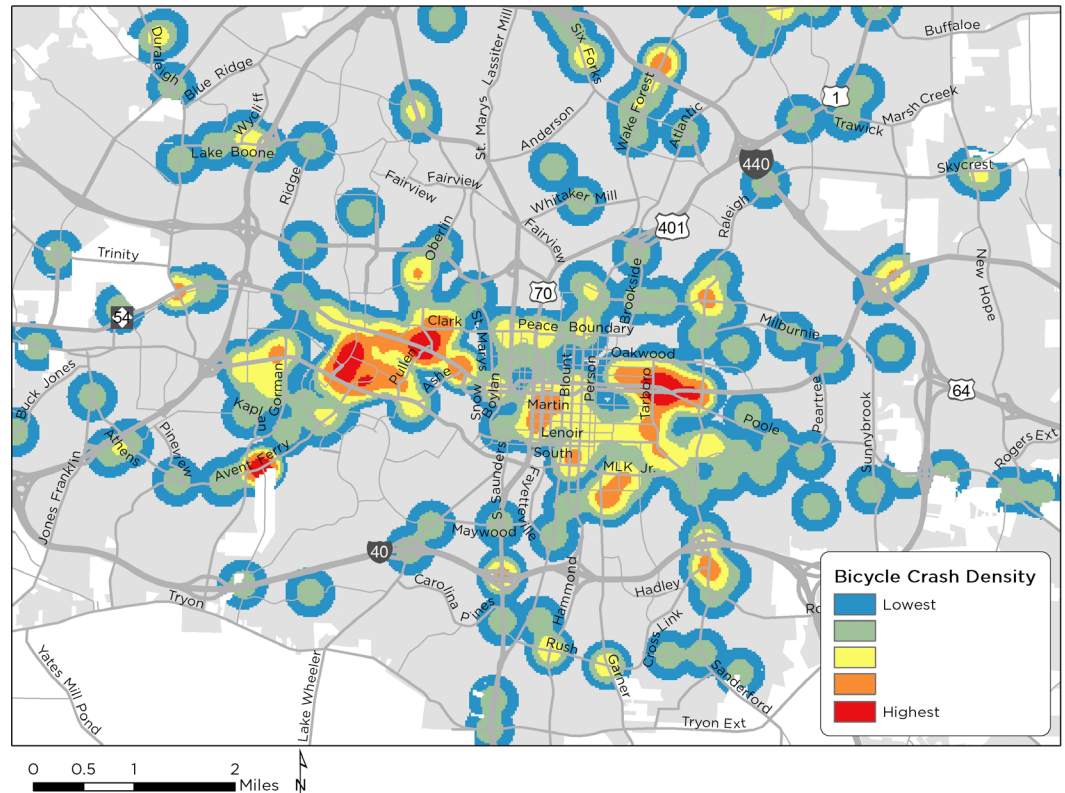 Lassiter Mill
Six Forks
Buffaloe
Duraleigh
Blue Ridge
Wake Forest
1
Marsh Creek
Trawick
Wycliff
St. Marys
Anderson
Atlantic
Lake Boone
440
Skycrest
Ridge
Fairview
Fairview
Whitaker Mill
Raleigh
Oberlin
Fairview
401
Trinity
Brookside
New Hope
70
54
Clark
St. Marys
Peace
Boundary
Milburnie
Oakwood
Buck Jones
Gorman
Pullen
Ashe
Blount
Person
Tarboro
64
Snow
Boylan
Martin
Peartree
Kaplan
Lenoir
Poole
Sunnybrook
Athens
Pineview
Avent Ferry
South
MLK Jr.
Rogers Ext
Jones Franklin
S. Saunders
Fayetteville
Maywood
40
Carolina Pines
Hammond
Hadley
Tryon
Cross Link
Ro
Rush
Garner
Sanderford
Yates Mill Pond
Lake Wheeler
Tryon Ext
Bicycle Crash Density
Lowest
Highest
0 0.5 1 2
Miles
N